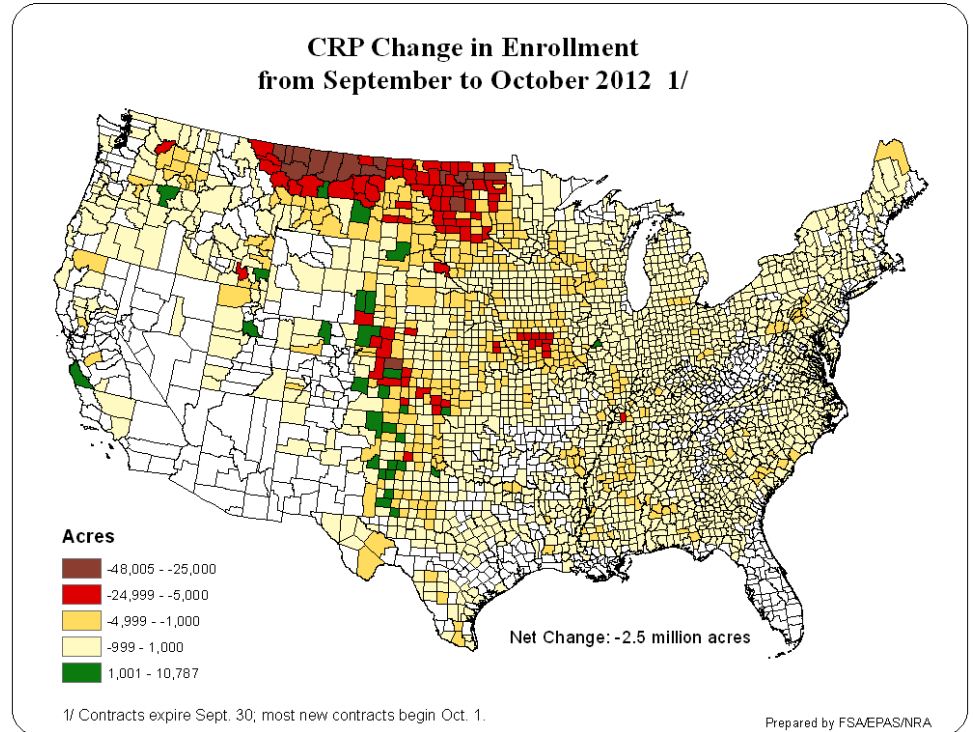 CRP Change in Enrollment
from September to October 2012 1/
Acres
-48,005 - -25,000
-24,999 - -5,000
-4,999 - -1,000
-999 - 1,000
1,001 - 10,787
Net Change: -2.5 million acres
1/ Contracts expire Sept. 30; most new contracts begin Oct. 1.
Prepared by FSA/EPAS/NRA